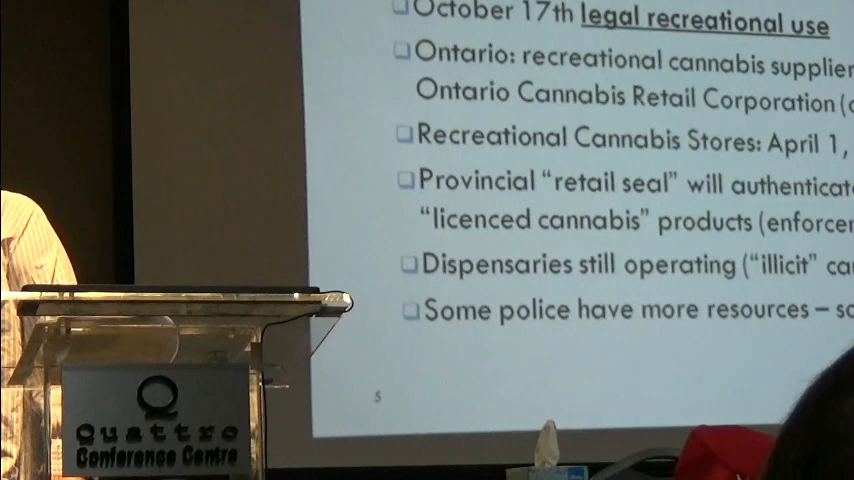 October 17th legal recreational use
Ontario: recreational cannabis supplier
Ontario Cannabis Retail Corporation (
Recreational Cannabis Stores: April 1,
Provincial “retail seal” will authenticat
“licenced cannabis” products (enforcem
Dispensaries still operating (“illicit” ca
Some police have more resources – so
5
Q
Quattro
Conference Centre